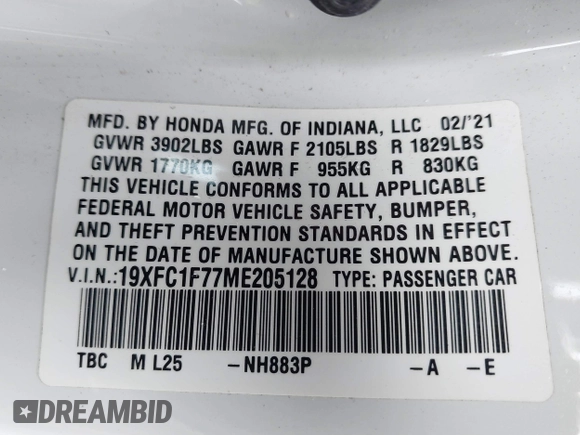 MFD. BY HONDA MFG. OF INDIANA, LLC 02/'21
GVWR 3902LBS GAWR F 2105LBS R 1829LBS
GVWR 1770KG GAWR F 955KG R 830KG
THIS VEHICLE CONFORMS TO ALL APPLICABLE
FEDERAL MOTOR VEHICLE SAFETY, BUMPER,
AND THEFT PREVENTION STANDARDS IN EFFECT
ON THE DATE OF MANUFACTURE SHOWN ABOVE.
V.I.N.:19XFC1F77ME205128 TYPE: PASSENGER CAR
TBC M L25 -NH883P -A -E
DREAMBID